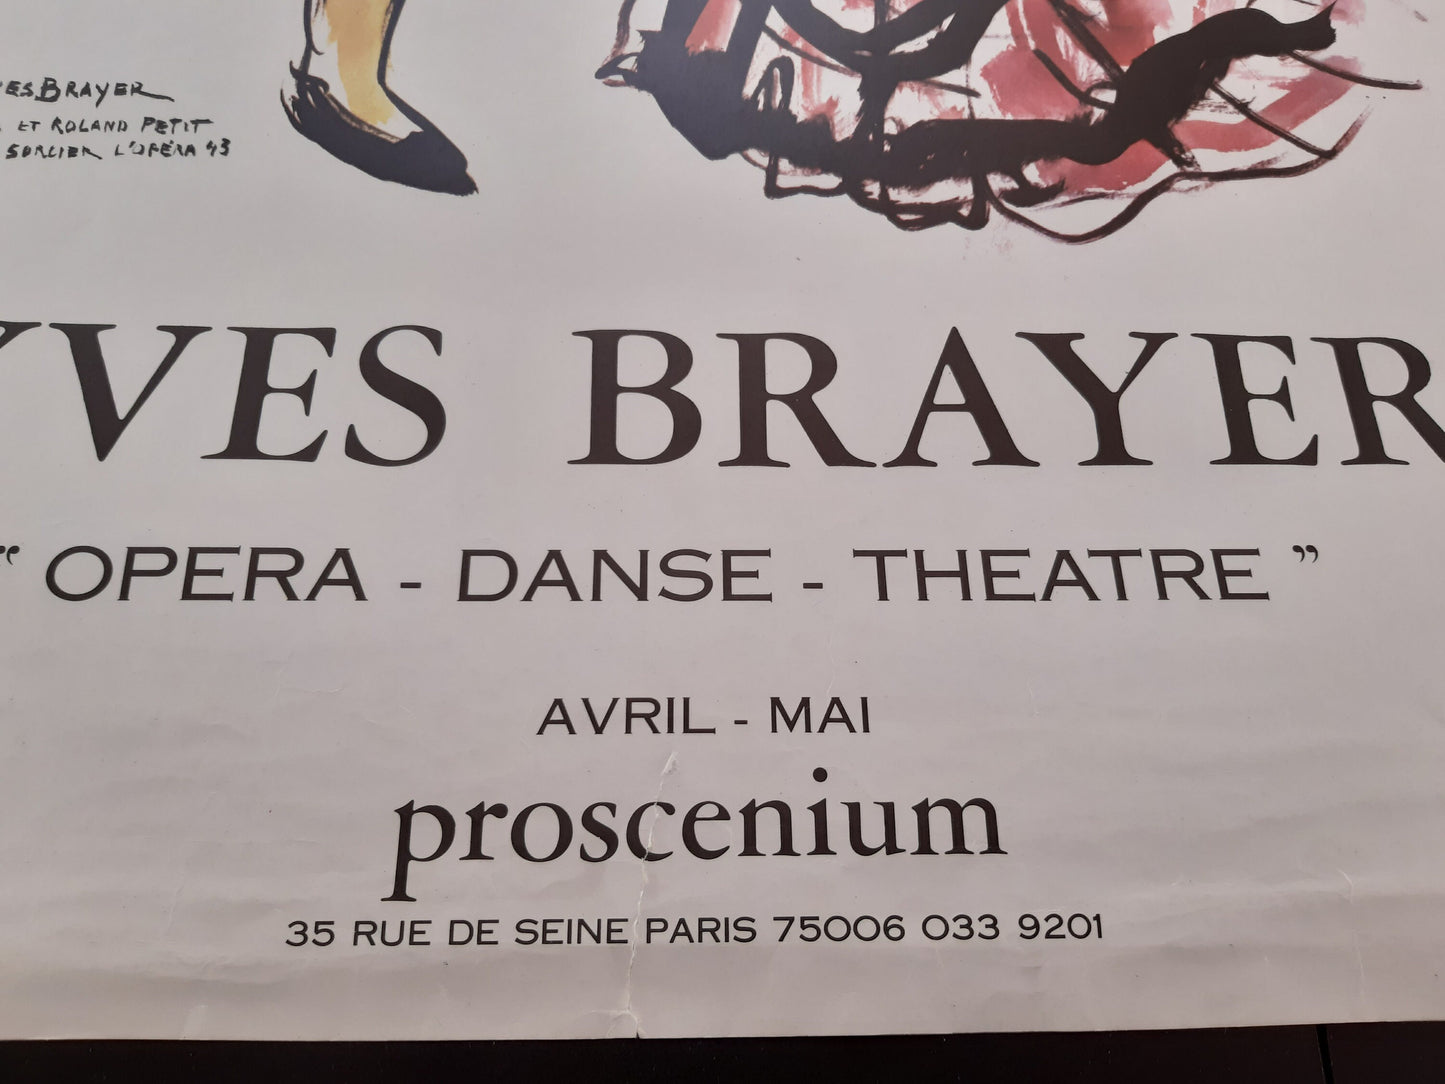 YVES BRAYER
ET ROLAND PETIT
SORCIER L'OPÉRA 43
YVES BRAYER
“ OPERA - DANSE - THEATRE ”
AVRIL - MAI
proscenium
35 RUE DE SEINE PARIS 75006 033 9201